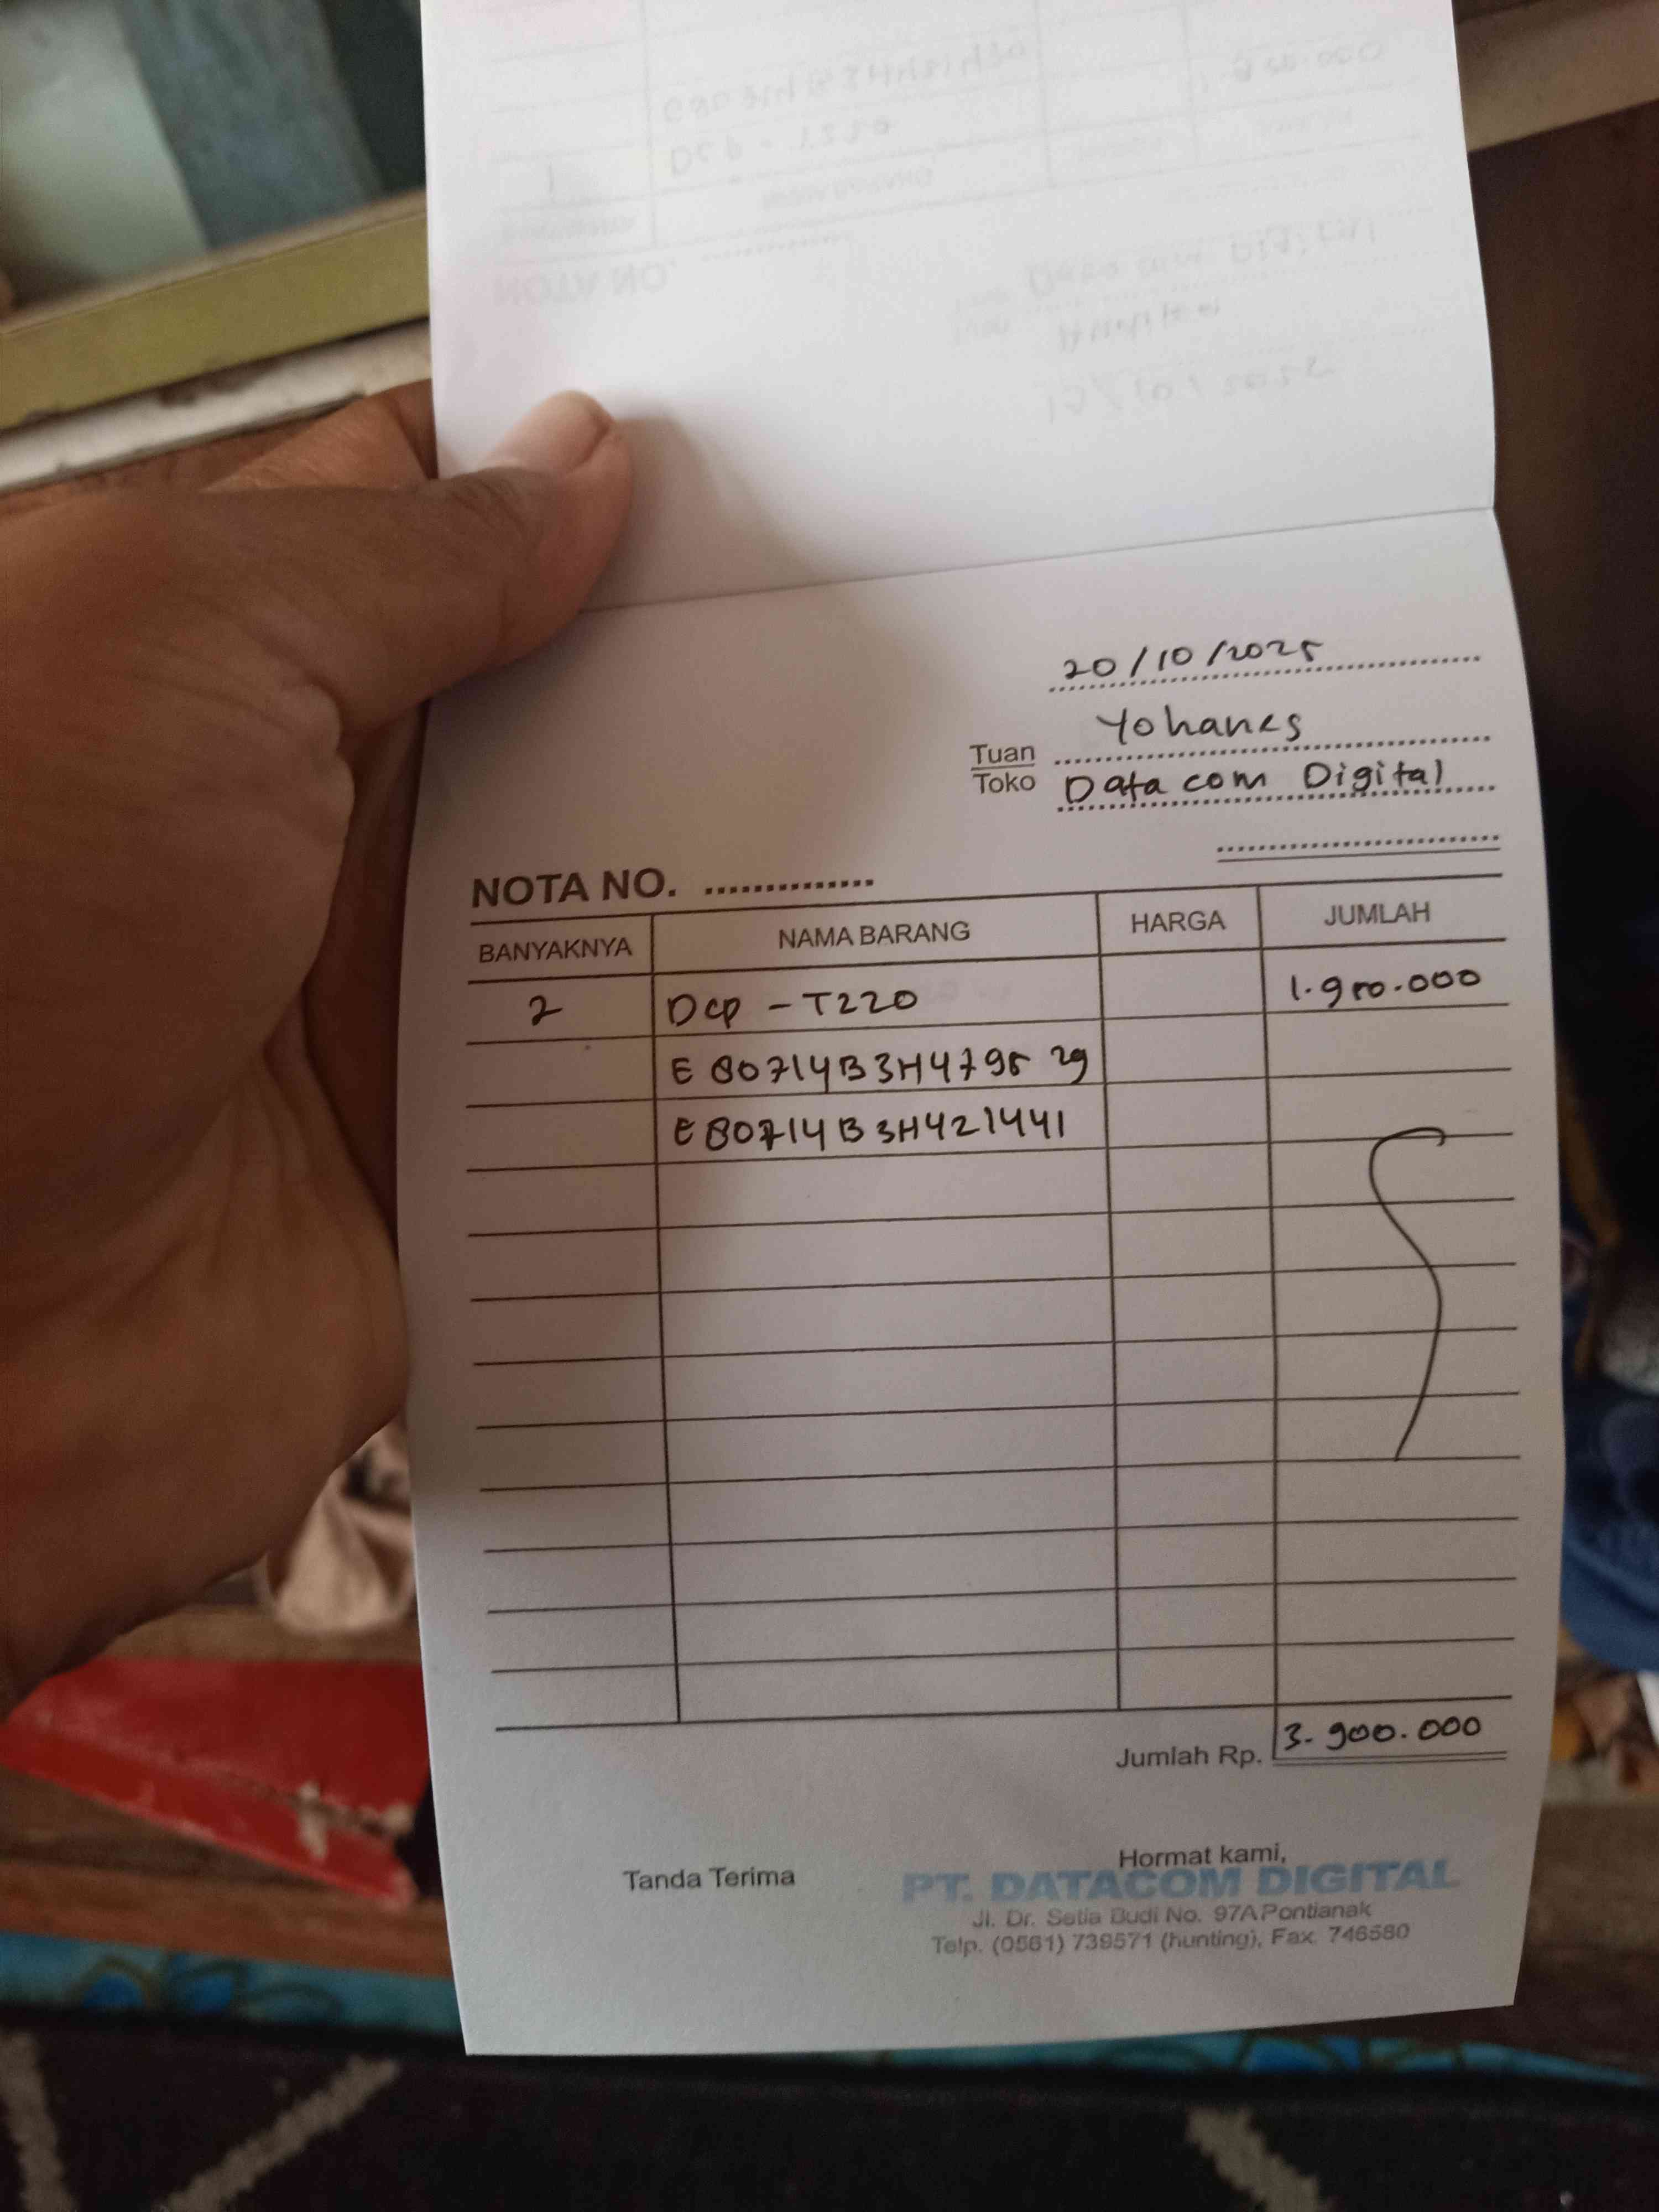 20/10/2025
Yohanes
Tuan
Toko Datacom Digital
NOTA NO. ..............
BANYAKNYA NAMA BARANG HARGA JUMLAH
2 DCP - T220 1.950.000
E80714B3H479529
E80714B3H421441
Jumlah Rp. 3.900.000
Tanda Terima Hormat kami,
PT. DATACOM DIGITAL
Jl. Dr. Setia Budi No. 97A Pontianak
Telp. (0561) 739571 (hunting), Fax. 746580